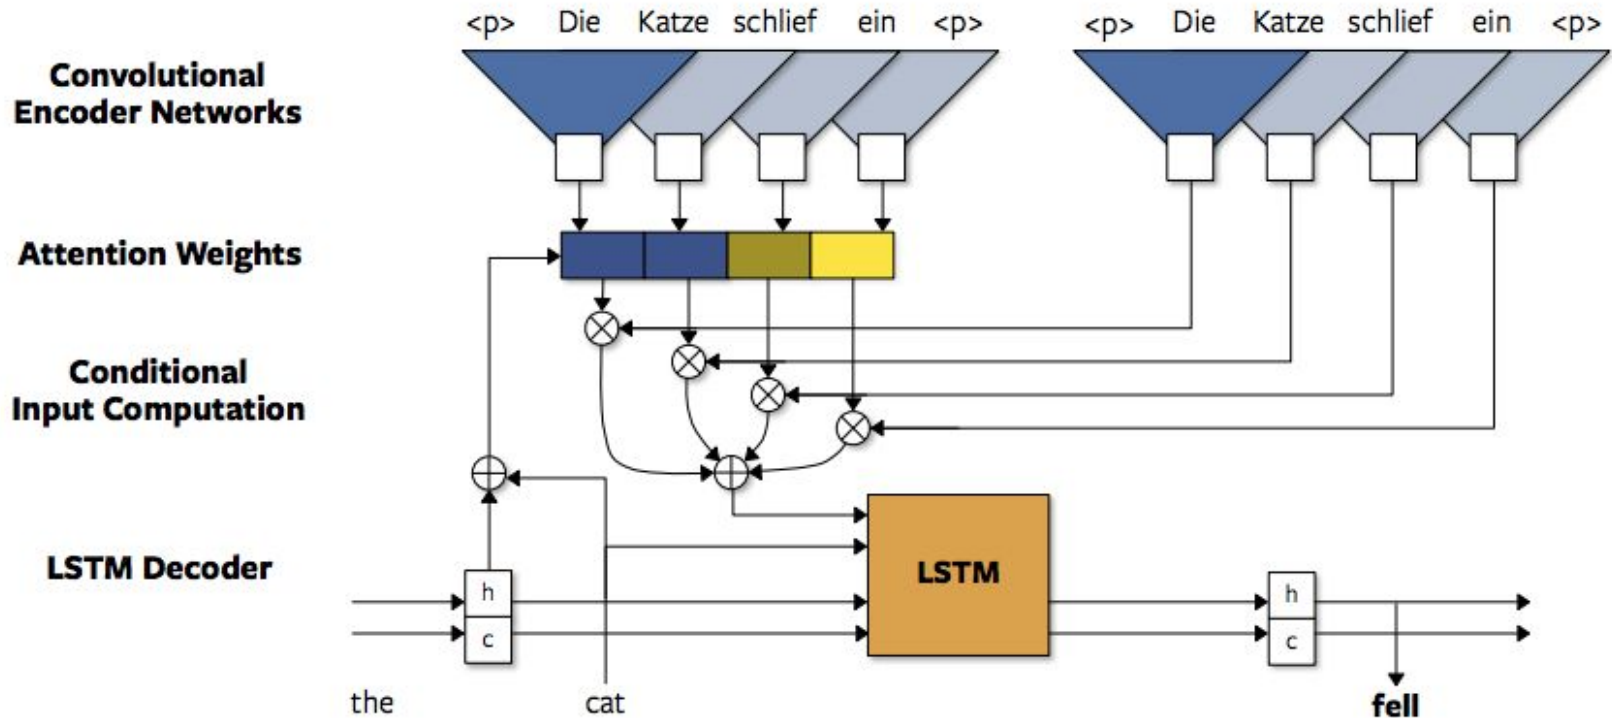 <p> Die Katze schlief ein <p>
<p> Die Katze schlief ein <p>
Convolutional
Encoder Networks
Attention Weights
Conditional
Input Computation
LSTM Decoder
LSTM
h
c
h
c
the
cat
fell